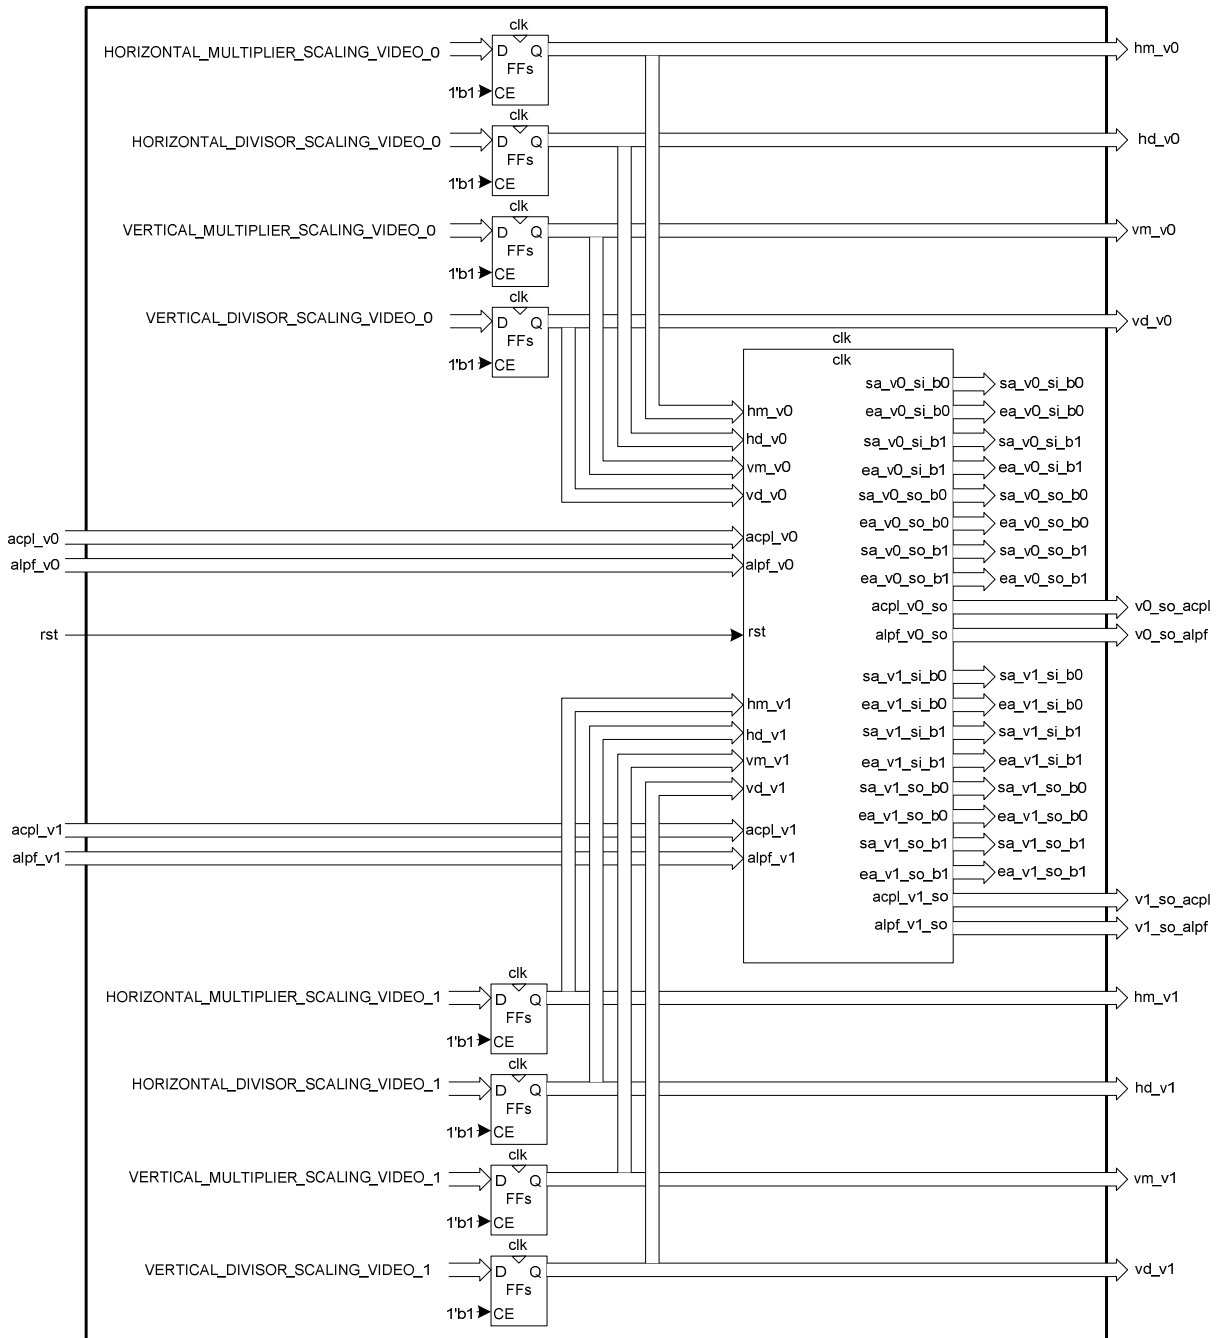 clk
HORIZONTAL_MULTIPLIER_SCALING_VIDEO_0
D Q
FFs
hm_v0
1'b1 CE
clk
HORIZONTAL_DIVISOR_SCALING_VIDEO_0
D Q
FFs
hd_v0
1'b1 CE
clk
VERTICAL_MULTIPLIER_SCALING_VIDEO_0
D Q
FFs
vm_v0
1'b1 CE
clk
VERTICAL_DIVISOR_SCALING_VIDEO_0
D Q
FFs
vd_v0
1'b1 CE
clk
clk
sa_v0_si_b0 sa_v0_si_b0
hm_v0 ea_v0_si_b0 ea_v0_si_b0
hd_v0 sa_v0_si_b1 sa_v0_si_b1
vm_v0 ea_v0_si_b1 ea_v0_si_b1
vd_v0 sa_v0_so_b0 sa_v0_so_b0
ea_v0_so_b0 ea_v0_so_b0
acpl_v0 acpl_v0
sa_v0_so_b1 sa_v0_so_b1
alpf_v0 alpf_v0
ea_v0_so_b1 ea_v0_so_b1
acpl_v0_so v0_so_acpl
rst rst alpf_v0_so v0_so_alpf
sa_v1_si_b0 sa_v1_si_b0
hm_v1 ea_v1_si_b0 ea_v1_si_b0
hd_v1 sa_v1_si_b1 sa_v1_si_b1
vm_v1 ea_v1_si_b1 ea_v1_si_b1
vd_v1 sa_v1_so_b0 sa_v1_so_b0
ea_v1_so_b0 ea_v1_so_b0
acpl_v1 acpl_v1
sa_v1_so_b1 sa_v1_so_b1
alpf_v1 alpf_v1
ea_v1_so_b1 ea_v1_so_b1
acpl_v1_so v1_so_acpl
alpf_v1_so v1_so_alpf
clk
HORIZONTAL_MULTIPLIER_SCALING_VIDEO_1
D Q
FFs
hm_v1
1'b1 CE
clk
HORIZONTAL_DIVISOR_SCALING_VIDEO_1
D Q
FFs
hd_v1
1'b1 CE
clk
VERTICAL_MULTIPLIER_SCALING_VIDEO_1
D Q
FFs
vm_v1
1'b1 CE
clk
VERTICAL_DIVISOR_SCALING_VIDEO_1
D Q
FFs
vd_v1
1'b1 CE